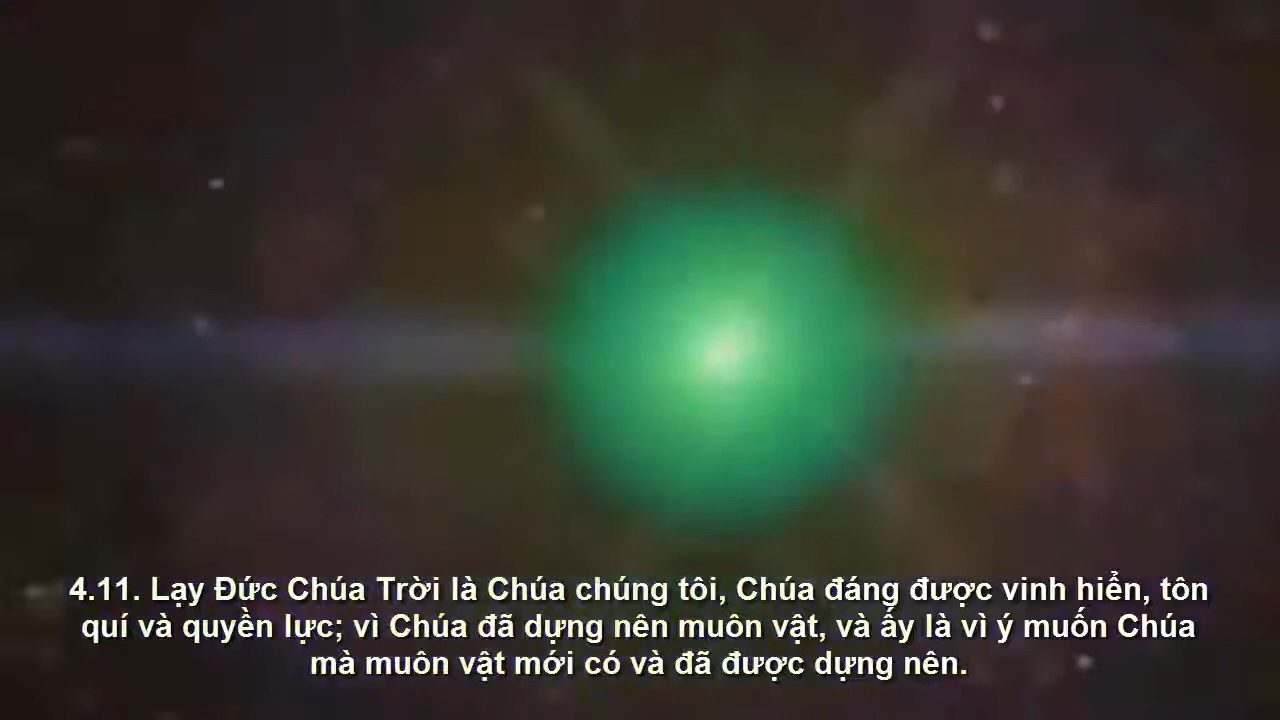 4.11. Lạy Đức Chúa Trời là Chúa chúng tôi, Chúa đáng được vinh hiển, tôn
quí và quyền lực; vì Chúa đã dựng nên muôn vật, và ấy là vì ý muốn Chúa
mà muôn vật mới có và đã được dựng nên.